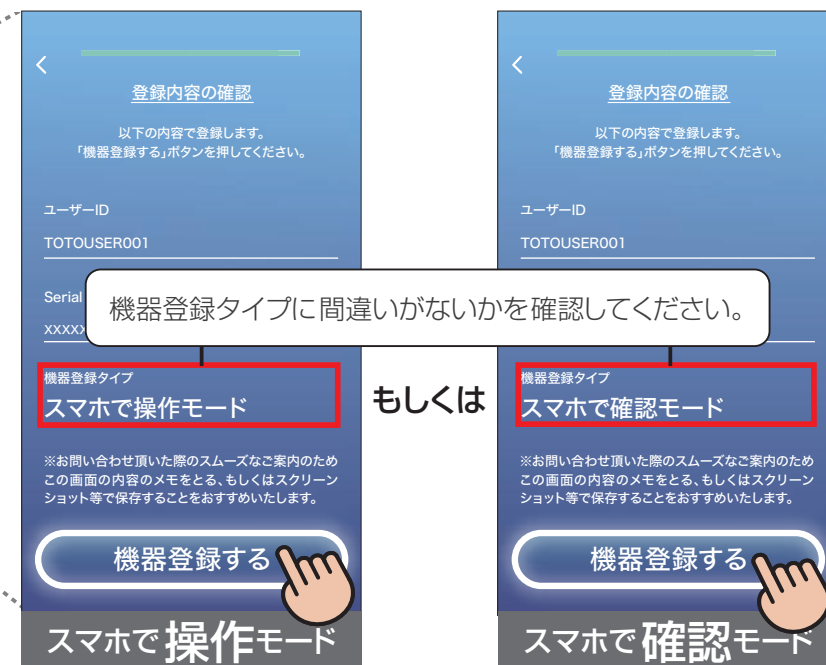 登録内容の確認
以下の内容で登録します。
「機器登録する」ボタンを押してください。
ユーザーID
TOTOUSER001
Serial
xxxxx
機器登録タイプ
スマホで操作モード
※お問い合わせ頂いた際のスムーズなご案内のため
この画面の内容のメモをとる、もしくはスクリーン
ショット等で保存することをおすすめいたします。
機器登録する
スマホで操作モード
機器登録タイプに間違いがないかを確認してください。
もしくは
登録内容の確認
以下の内容で登録します。
「機器登録する」ボタンを押してください。
ユーザーID
TOTOUSER001
機器登録タイプ
スマホで確認モード
※お問い合わせ頂いた際のスムーズなご案内のため
この画面の内容のメモをとる、もしくはスクリーン
ショット等で保存することをおすすめいたします。
機器登録する
スマホで確認モード